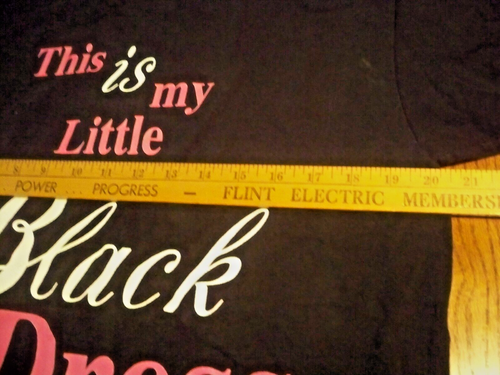 This is my
Little
8 9 10 11 12 13 14 15 16 17 18 19 20 21
POWER ... PROGRESS — FLINT ELECTRIC MEMBERS
Black
Dress